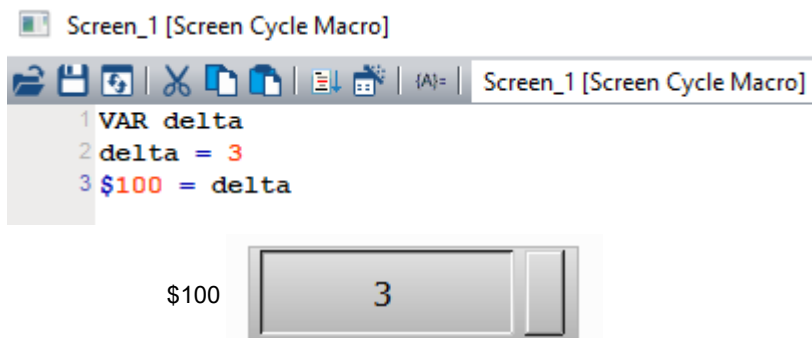 Screen_1 [Screen Cycle Macro]
{A}= Screen_1 [Screen Cycle Macro]
1 VAR delta
2 delta = 3
3 $100 = delta
$100 3